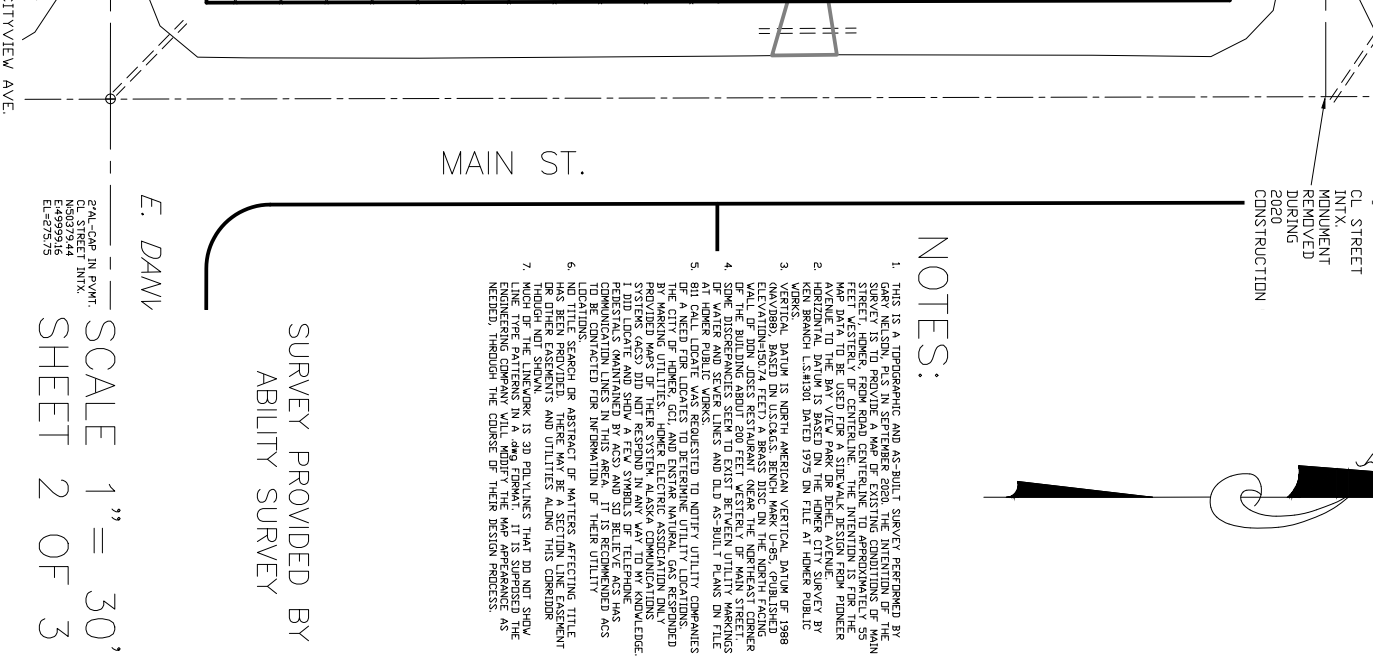 CITYVIEW AVE.
MAIN ST.
E. DANV
2"AL-CAP IN PVMT.
CL STREET INTX.
N:50379.44
E:49999.16
EL=275.75
CL STREET
INTX.
MONUMENT
REMOVED
DURING
2020
CONSTRUCTION
NOTES:
1. THIS IS A TOPOGRAPHIC AND AS-BUILT SURVEY PERFORMED BY
GARY NELSON, PLS IN SEPTEMBER 2020. THE INTENTION OF THE
SURVEY IS TO PROVIDE A MAP OF EXISTING CONDITIONS OF MAIN
STREET, HOMER, FROM ROAD CENTERLINE TO APPROXIMATELY 55
FEET WESTERLY OF CENTERLINE. THE INTENTION IS FOR THE
MAP DATA TO BE USED FOR A SIDEWALK DESIGN FROM PIONEER
AVENUE TO THE BAY VIEW PARK OR DEHEL AVENUE.
2. HORIZONTAL DATUM IS BASED ON THE HOMER CITY SURVEY BY
KEN BRANCH L.S.#1301 DATED 1975 ON FILE AT HOMER PUBLIC
WORKS.
3. VERTICAL DATUM IS NORTH AMERICAN VERTICAL DATUM OF 1988
(NAVD88), BASED ON U.S.C.&G.S. BENCH MARK U-85, (PUBLISHED
ELEVATION=150.74 FEET) A BRASS DISC ON THE NORTH FACING
WALL OF DON JOSES RESTAURANT (NEAR THE NORTHEAST CORNER
OF THE BUILDING ABOUT 200 FEET WESTERLY OF MAIN STREET.
4. SOME DISCREPANCIES SEEM TO EXIST BETWEEN UTILITY MARKINGS
OF WATER AND SEWER LINES AND OLD AS-BUILT PLANS ON FILE
AT HOMER PUBLIC WORKS.
5. 811 CALL LOCATE WAS REQUESTED TO NOTIFY UTILITY COMPANIES
OF A NEED FOR LOCATES TO DETERIMINE UTILITY LOCATIONS.
THE CITY OF HOMER, GCI, AND ENSTAR NATURAL GAS RESPONDED
BY MARKING UTILITIES. HOMER ELECTRIC ASSOCIATION ONLY
PROVIDED MAPS OF THEIR SYSTEM. ALASKA COMMUNICATIONS
SYSTEMS (ACS) DID NOT RESPOND IN ANY WAY TO MY KNOWLEDGE.
I DID LOCATE AND SHOW A FEW SYMBOLS OF TELEPHONE
PEDESTALS (MAINTAINED BY ACS) AND SO BELIEVE ACS HAS
COMMUNICATION LINES IN THIS AREA. IT IS RECOMMENDED ACS
TO BE CONTACTED FOR INFORMATION OF THEIR UTILITY
LOCATIONS.
6. NO TITLE SEARCH OR ABSTRACT OF MATTERS AFFECTING TITLE
HAS BEEN PROVIDED. THERE MAY BE A SECTION LINE EASEMENT
OR OTHER EASEMENTS AND UTILITIES ALONG THIS CORRIDOR
THOUGH NOT SHOWN.
7. MUCH OF THE LINEWORK IS 3D POLYLINES THAT DO NOT SHOW
LINE TYPE PATTERNS IN A .dwg FORMAT. IT IS SUPPOSED THE
ENGINEERING COMPANY WILL MODIFY THE MAP APPEARANCE AS
NEEDED, THROUGH THE COURSE OF THEIR DESIGN PROCESS.
SURVEY PROVIDED BY
ABILITY SURVEY
SCALE 1"= 30'
SHEET 2 OF 3